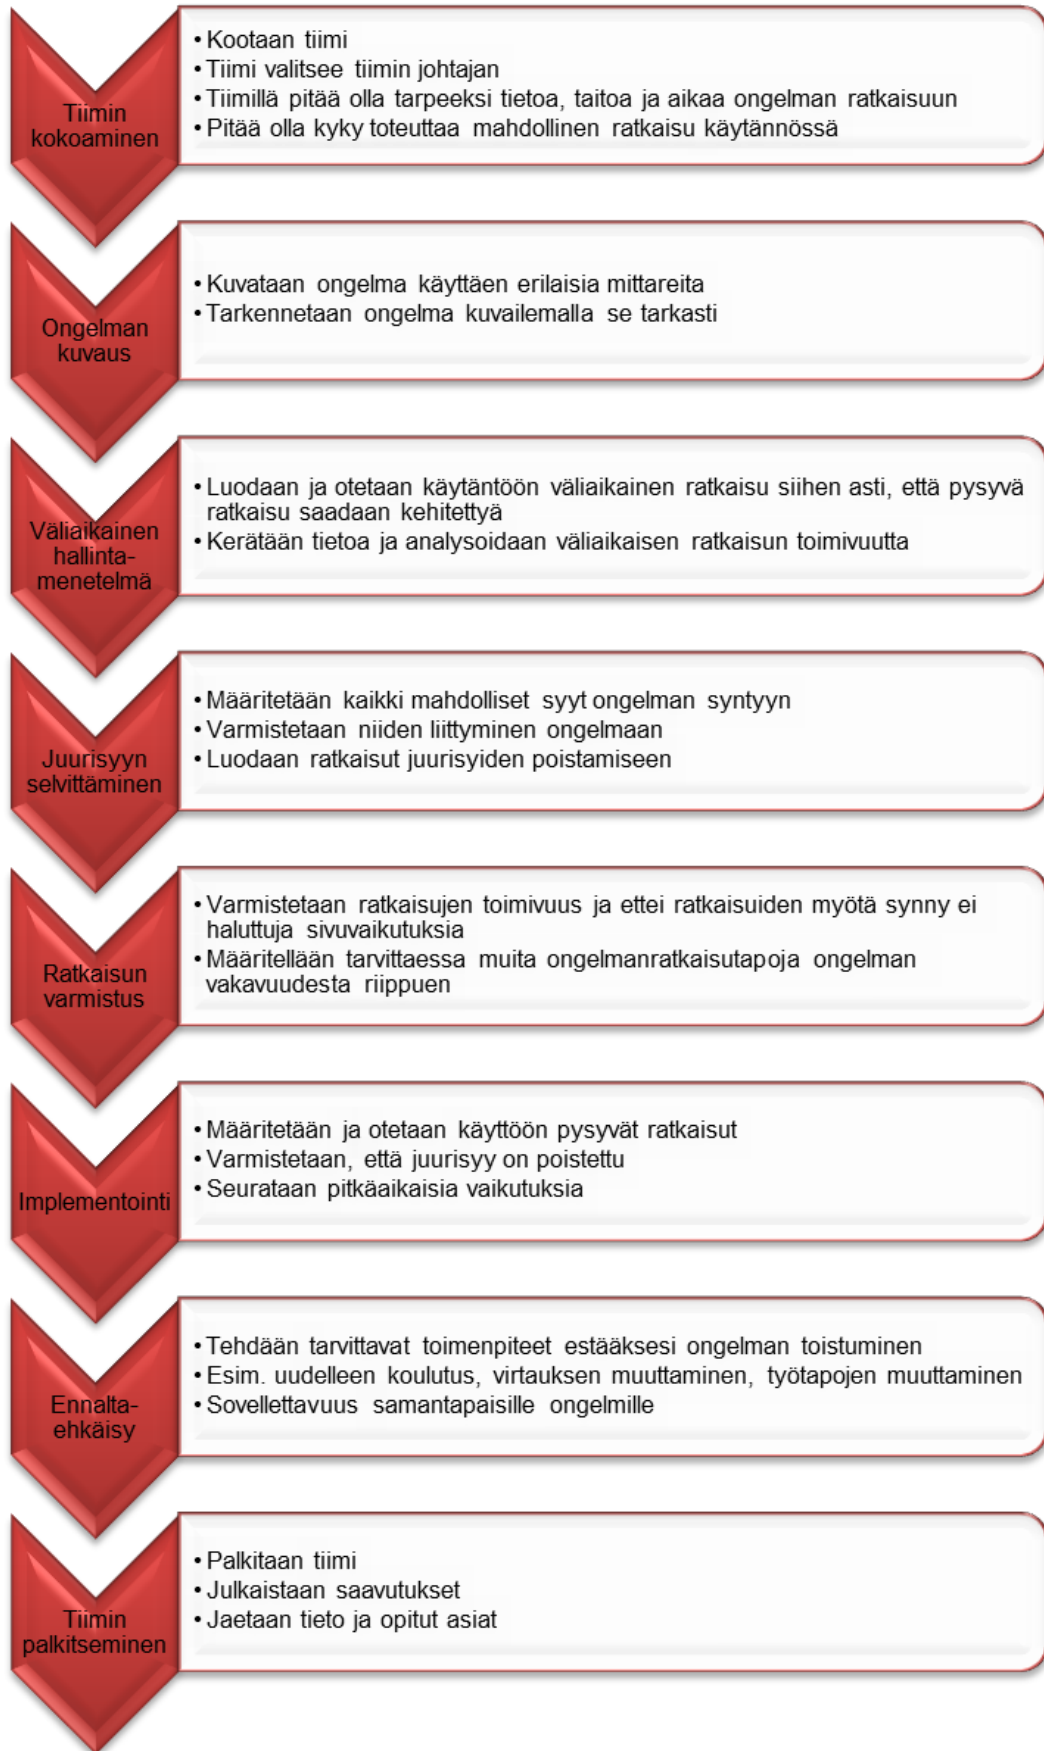 Tiimin
kokoaminen
• Kootaan tiimi
• Tiimi valitsee tiimin johtajan
• Tiimillä pitää olla tarpeeksi tietoa, taitoa ja aikaa ongelman ratkaisuun
• Pitää olla kyky toteuttaa mahdollinen ratkaisu käytännössä
Ongelman
kuvaus
• Kuvataan ongelma käyttäen erilaisia mittareita
• Tarkennetaan ongelma kuvailemalla se tarkasti
Väliaikainen
hallinta-
menetelmä
• Luodaan ja otetaan käytäntöön väliaikainen ratkaisu siihen asti, että pysyvä
ratkaisu saadaan kehitettyä
• Kerätään tietoa ja analysoidaan väliaikaisen ratkaisun toimivuutta
Juurisyyn
selvittäminen
• Määritetään kaikki mahdolliset syyt ongelman syntyyn
• Varmistetaan niiden liittyminen ongelmaan
• Luodaan ratkaisut juurisyiden poistamiseen
Ratkaisun
varmistus
• Varmistetaan ratkaisujen toimivuus ja ettei ratkaisuiden myötä synny ei
haluttuja sivuvaikutuksia
• Määritellään tarvittaessa muita ongelmanratkaisutapoja ongelman
vakavuudesta riippuen
Implementointi
• Määritetään ja otetaan käyttöön pysyvät ratkaisut
• Varmistetaan, että juurisyy on poistettu
• Seurataan pitkäaikaisia vaikutuksia
Ennalta-
ehkäisy
• Tehdään tarvittavat toimenpiteet estääksesi ongelman toistuminen
• Esim. uudelleen koulutus, virtauksen muuttaminen, työtapojen muuttaminen
• Sovellettavuus samantapaisille ongelmille
Tiimin
palkitseminen
• Palkitaan tiimi
• Julkaistaan saavutukset
• Jaetaan tieto ja opitut asiat